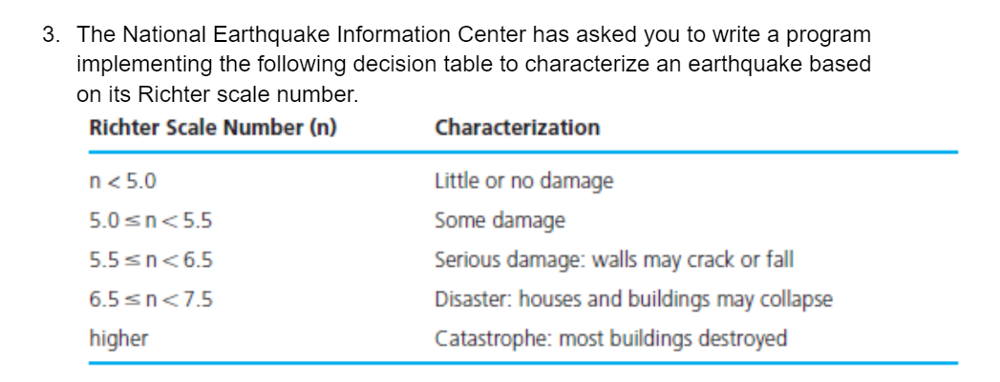 3. The National Earthquake Information Center has asked you to write a program
implementing the following decision table to characterize an earthquake based
on its Richter scale number.
Richter Scale Number (n) Characterization
n < 5.0 Little or no damage
5.0 ≤ n < 5.5 Some damage
5.5 ≤ n < 6.5 Serious damage: walls may crack or fall
6.5 ≤ n < 7.5 Disaster: houses and buildings may collapse
higher Catastrophe: most buildings destroyed